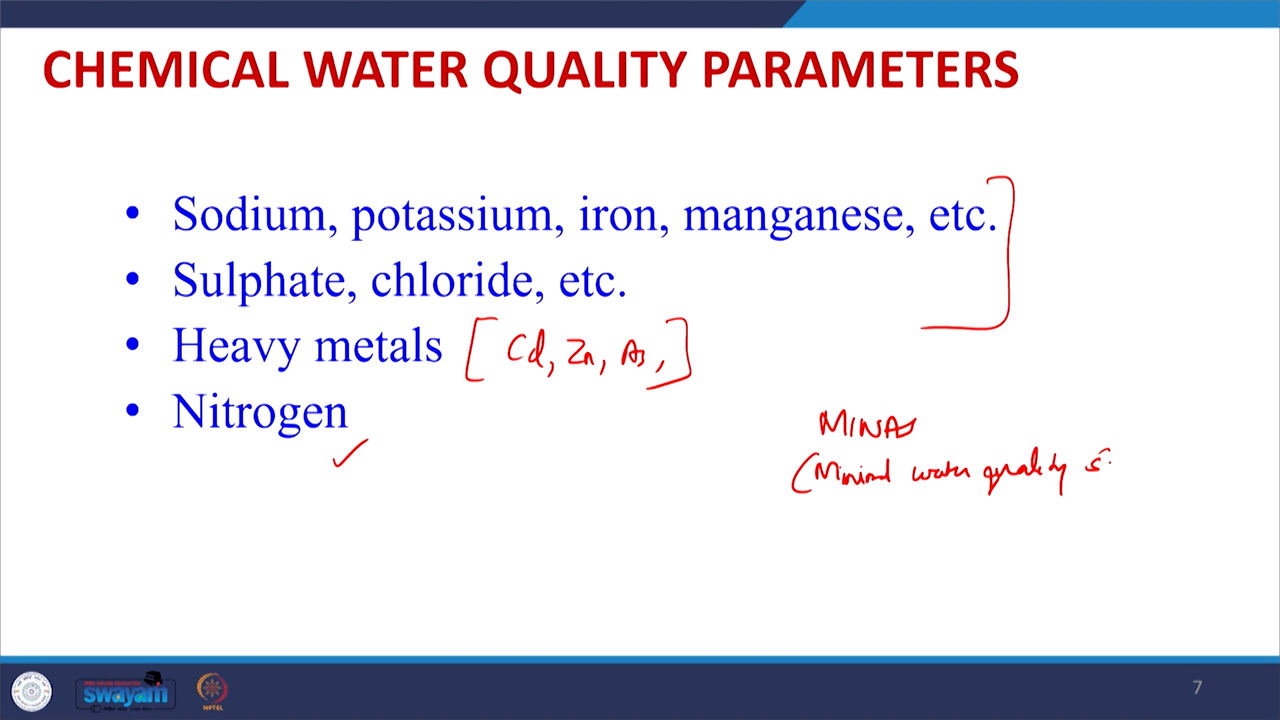 CHEMICAL WATER QUALITY PARAMETERS
• Sodium, potassium, iron, manganese, etc.
• Sulphate, chloride, etc.
• Heavy metals [Cd, Zn, As,]
• Nitrogen
MINAS
(Minimal water quality s
swayam
NPTEL
7